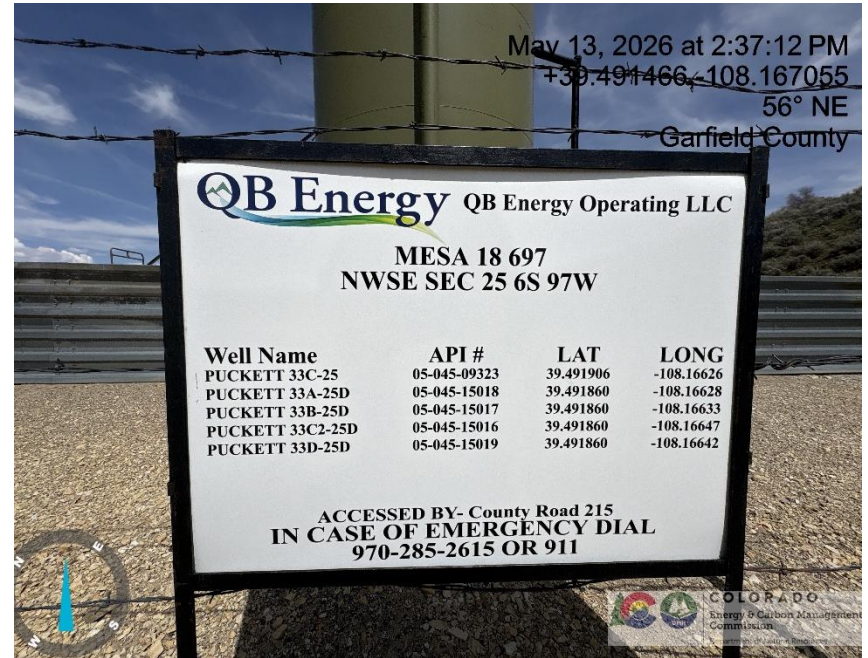 May 13, 2026 at 2:37:12 PM
+39.491466,-108.167055
56° NE
Garfield County
QB Energy QB Energy Operating LLC
MESA 18 697
NWSE SEC 25 6S 97W
Well Name API # LAT LONG
PUCKETT 33C-25 05-045-09323 39.491906 -108.16626
PUCKETT 33A-25D 05-045-15018 39.491860 -108.16628
PUCKETT 33B-25D 05-045-15017 39.491860 -108.16633
PUCKETT 33C2-25D 05-045-15016 39.491860 -108.16647
PUCKETT 33D-25D 05-045-15019 39.491860 -108.16642
ACCESSED BY- County Road 215
IN CASE OF EMERGENCY DIAL
970-285-2615 OR 911
N E S W
COLORADO
Energy & Carbon Management
Commission
Department of Natural Resources